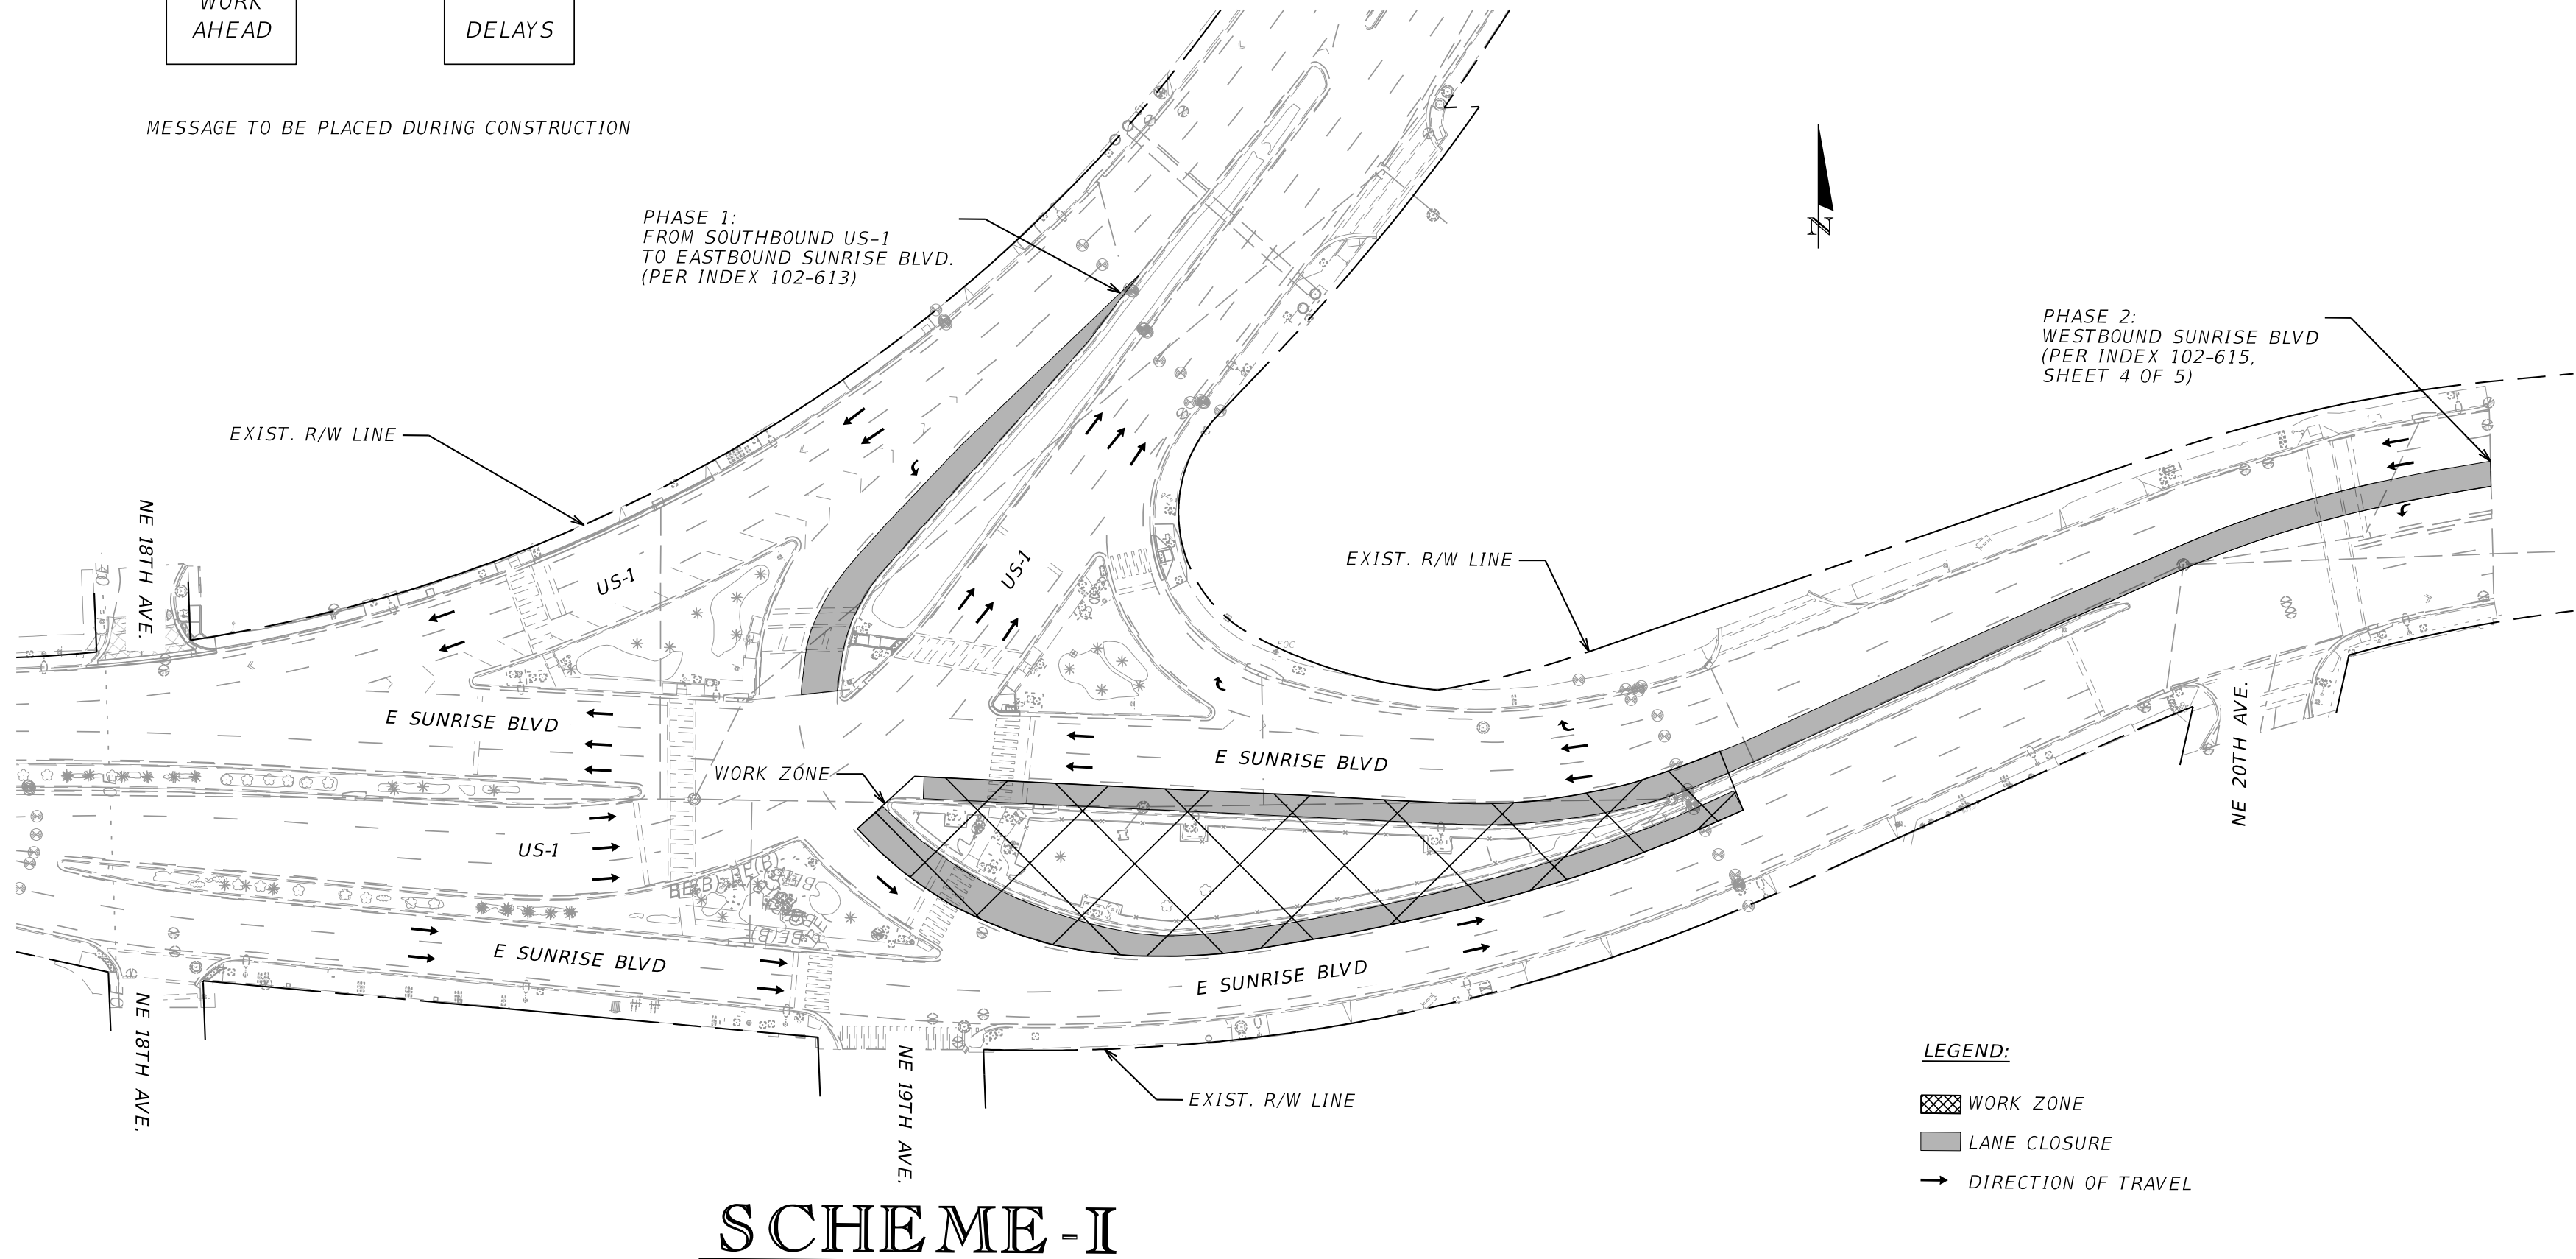 WORK
AHEAD
DELAYS
MESSAGE TO BE PLACED DURING CONSTRUCTION
PHASE 1:
FROM SOUTHBOUND US-1
TO EASTBOUND SUNRISE BLVD.
(PER INDEX 102-613)
N
PHASE 2:
WESTBOUND SUNRISE BLVD
(PER INDEX 102-615,
SHEET 4 OF 5)
EXIST. R/W LINE
NE 18TH AVE.
US-1
US-1
EXIST. R/W LINE
EOC
E SUNRISE BLVD
WORK ZONE
E SUNRISE BLVD
NE 20TH AVE.
US-1
E SUNRISE BLVD
E SUNRISE BLVD
NE 18TH AVE.
NE 19TH AVE.
EXIST. R/W LINE
LEGEND:
WORK ZONE
LANE CLOSURE
DIRECTION OF TRAVEL
SCHEME-I